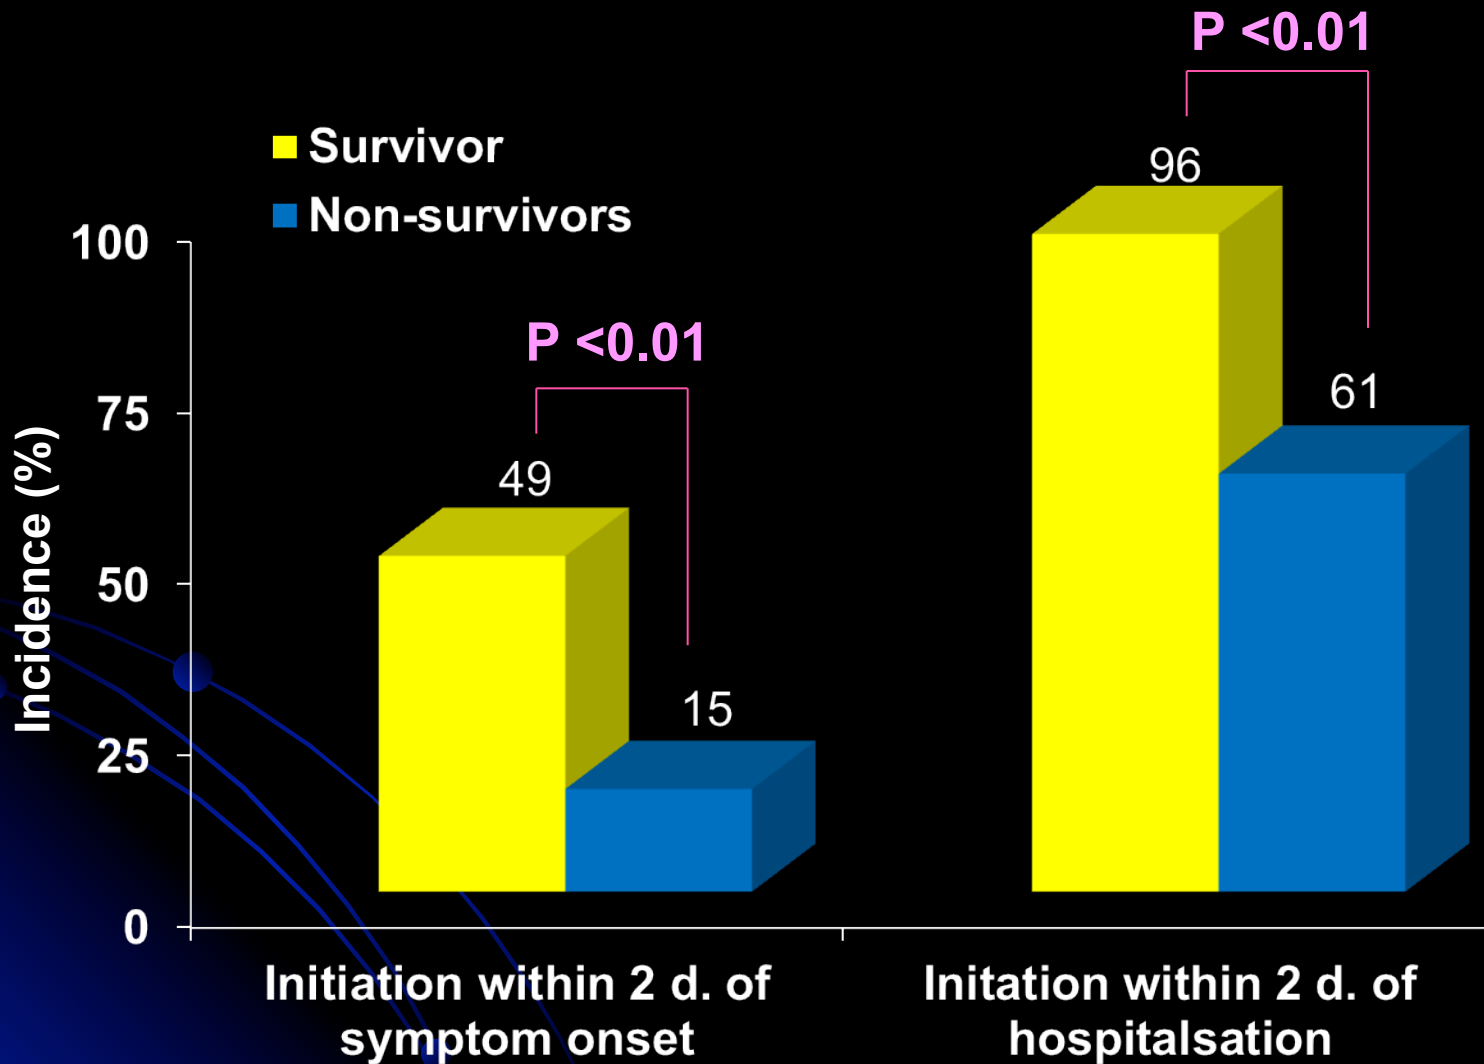 P <0.01
Survivor
Non-survivors
96
100
P <0.01
75
61
49
50
15
25
0
Incidence (%)
Initiation within 2 d. of
symptom onset
Initation within 2 d. of
hospitalsation